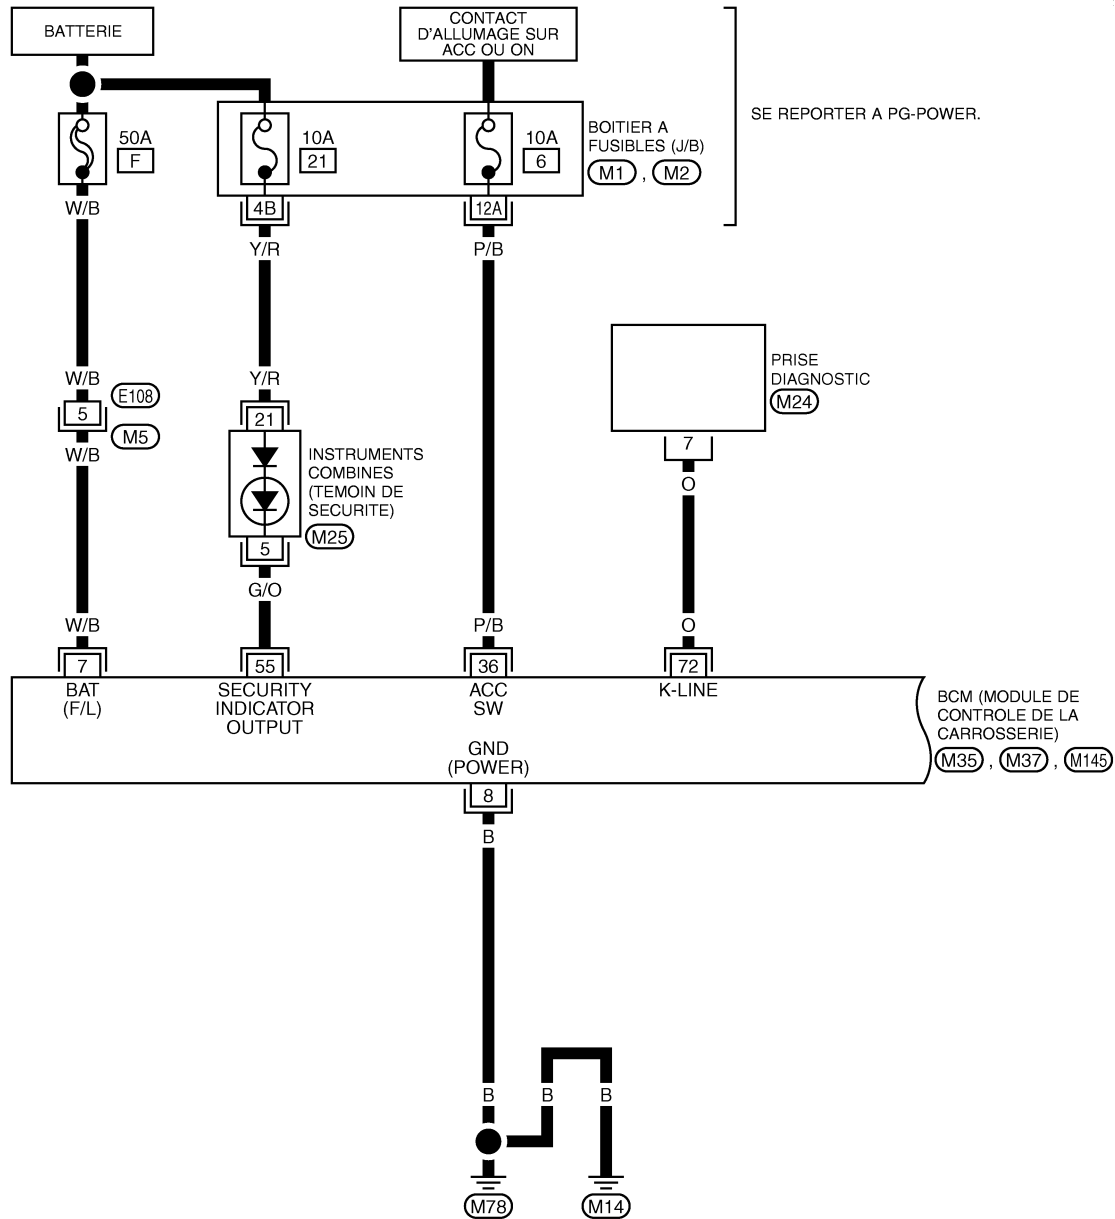 BATTERIE
CONTACT
D'ALLUMAGE SUR
ACC OU ON
SE REPORTER A PG-POWER.
50A
F
10A
21
10A
6
BOITIER A
FUSIBLES (J/B)
M1 , M2
W/B
4B
12A
Y/R
P/B
W/B
Y/R
PRISE
DIAGNOSTIC
M24
E108
5
M5
21
7
W/B
INSTRUMENTS
COMBINES
(TEMOIN DE
SECURITE)
M25
O
5
G/O
W/B
P/B
O
7
55
36
72
BAT
(F/L)
SECURITY
INDICATOR
OUTPUT
ACC
SW
K-LINE
BCM (MODULE DE
CONTROLE DE LA
CARROSSERIE)
M35 , M37 , M145
GND
(POWER)
8
B
B
B
B
M78
M14